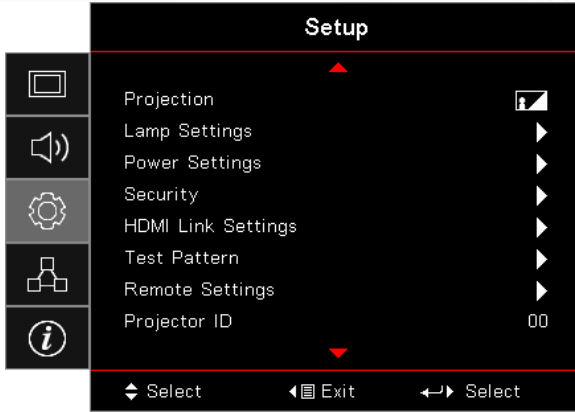 Setup
Projection
Lamp Settings
Power Settings
Security
HDMI Link Settings
Test Pattern
Remote Settings
Projector ID 00
Select Exit Select